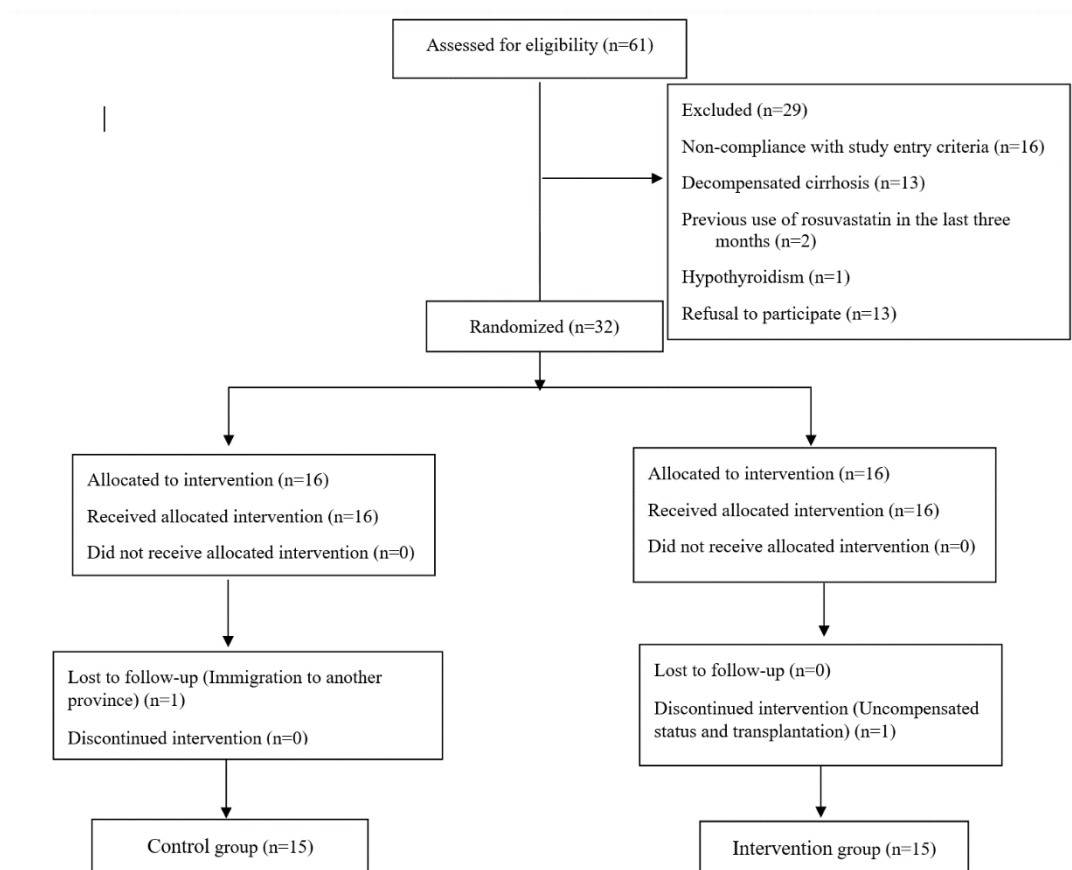 Assessed for eligibility (n=61)
Excluded (n=29)
Non-compliance with study entry criteria (n=16)
Decompensated cirrhosis (n=13)
Previous use of rosuvastatin in the last three
months (n=2)
Hypothyroidism (n=1)
Refusal to participate (n=13)
Randomized (n=32)
Allocated to intervention (n=16)
Received allocated intervention (n=16)
Did not receive allocated intervention (n=0)
Allocated to intervention (n=16)
Received allocated intervention (n=16)
Did not receive allocated intervention (n=0)
Lost to follow-up (Immigration to another
province) (n=1)
Discontinued intervention (n=0)
Lost to follow-up (n=0)
Discontinued intervention (Uncompensated
status and transplantation) (n=1)
Control group (n=15)
Intervention group (n=15)